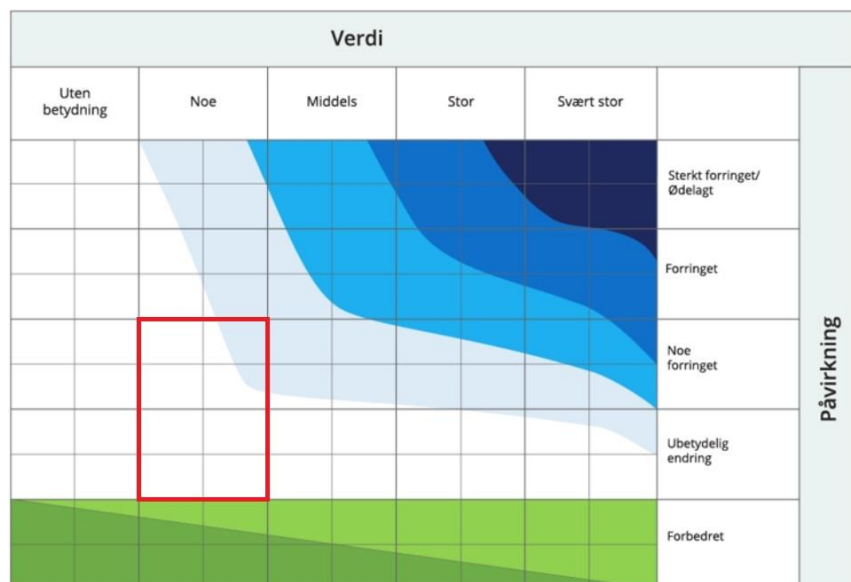 Verdi
Uten
betydning
Noe
Middels
Stor
Svært stor
Sterkt forringet/
Ødelagt
Forringet
Noe
forringet
Ubetydelig
endring
Forbedret
Påvirkning